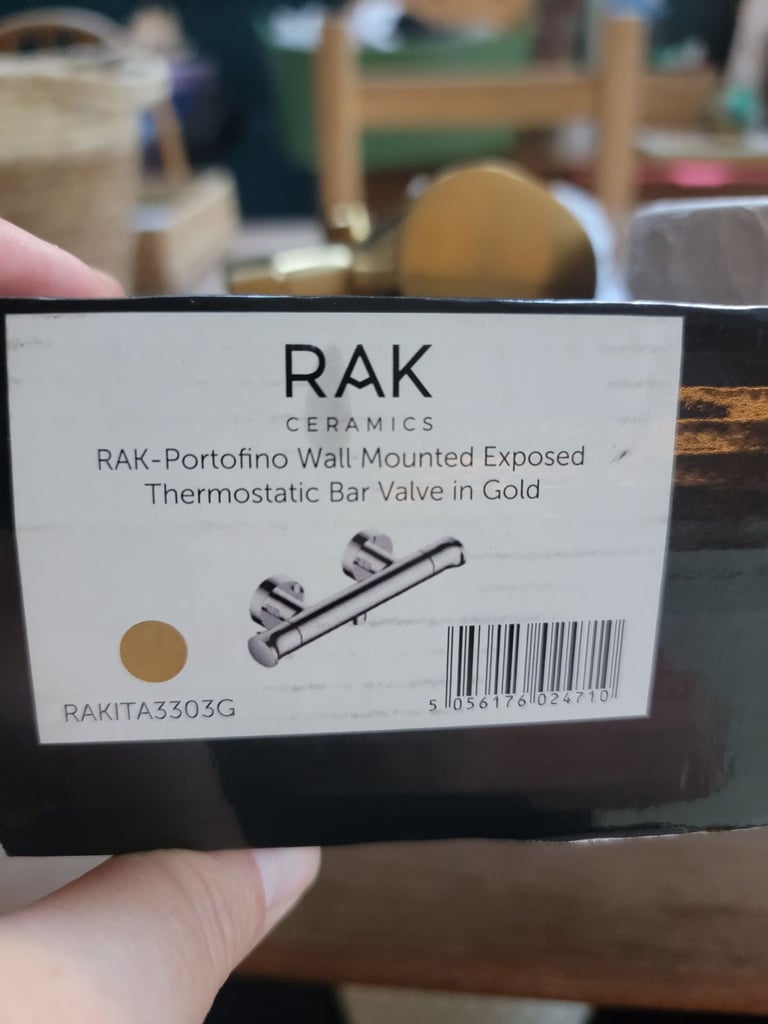 RAK
CERAMICS
RAK-Portofino Wall Mounted Exposed
Thermostatic Bar Valve in Gold
RAKITA3303G
5 056176 024710